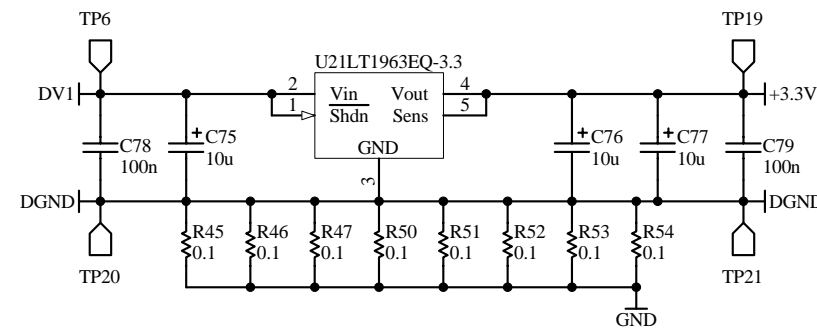 TP6
TP19
U21LT1963EQ-3.3
DV1
2
Vin
Vout
4
+3.3V
1
Shdn
Sens
5
GND
3
C78
100n
+
C75
10u
+
C76
10u
+
C77
10u
C79
100n
DGND
DGND
R45
0.1
R46
0.1
R47
0.1
R50
0.1
R51
0.1
R52
0.1
R53
0.1
R54
0.1
TP20
TP21
GND